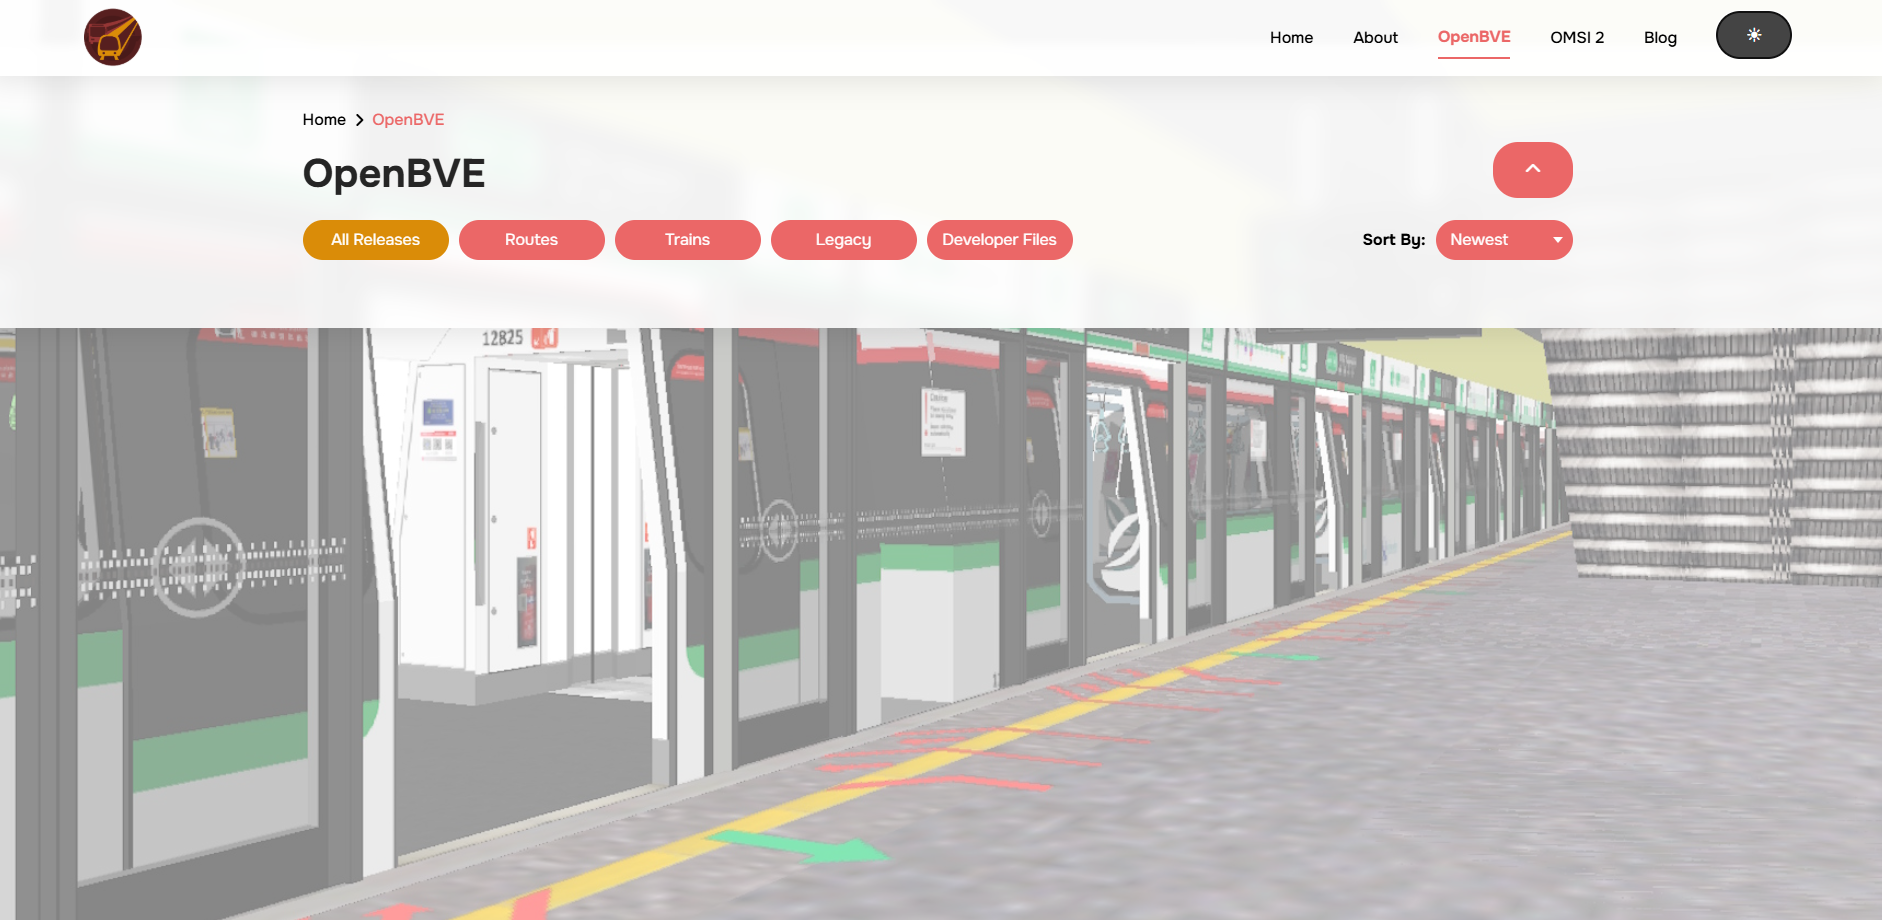 Home
About
OpenBVE
OMSI 2
Blog
Home > OpenBVE
OpenBVE
All Releases
Routes
Trains
Legacy
Developer Files
Sort By:
Newest
12825